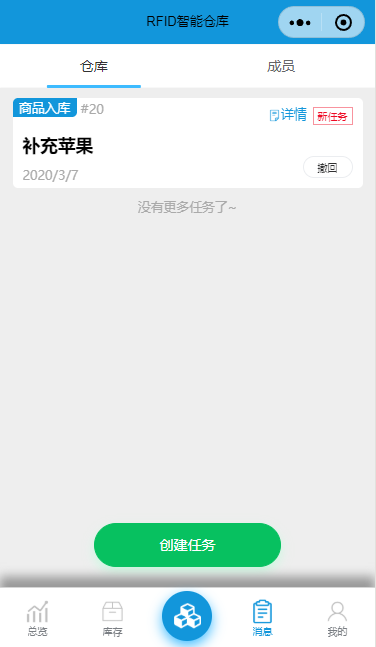 RFID智能仓库
仓库 成员
商品入库 #20 详情 新任务
补充苹果
2020/3/7 撤回
没有更多任务了~
创建任务
总览 库存 消息 我的